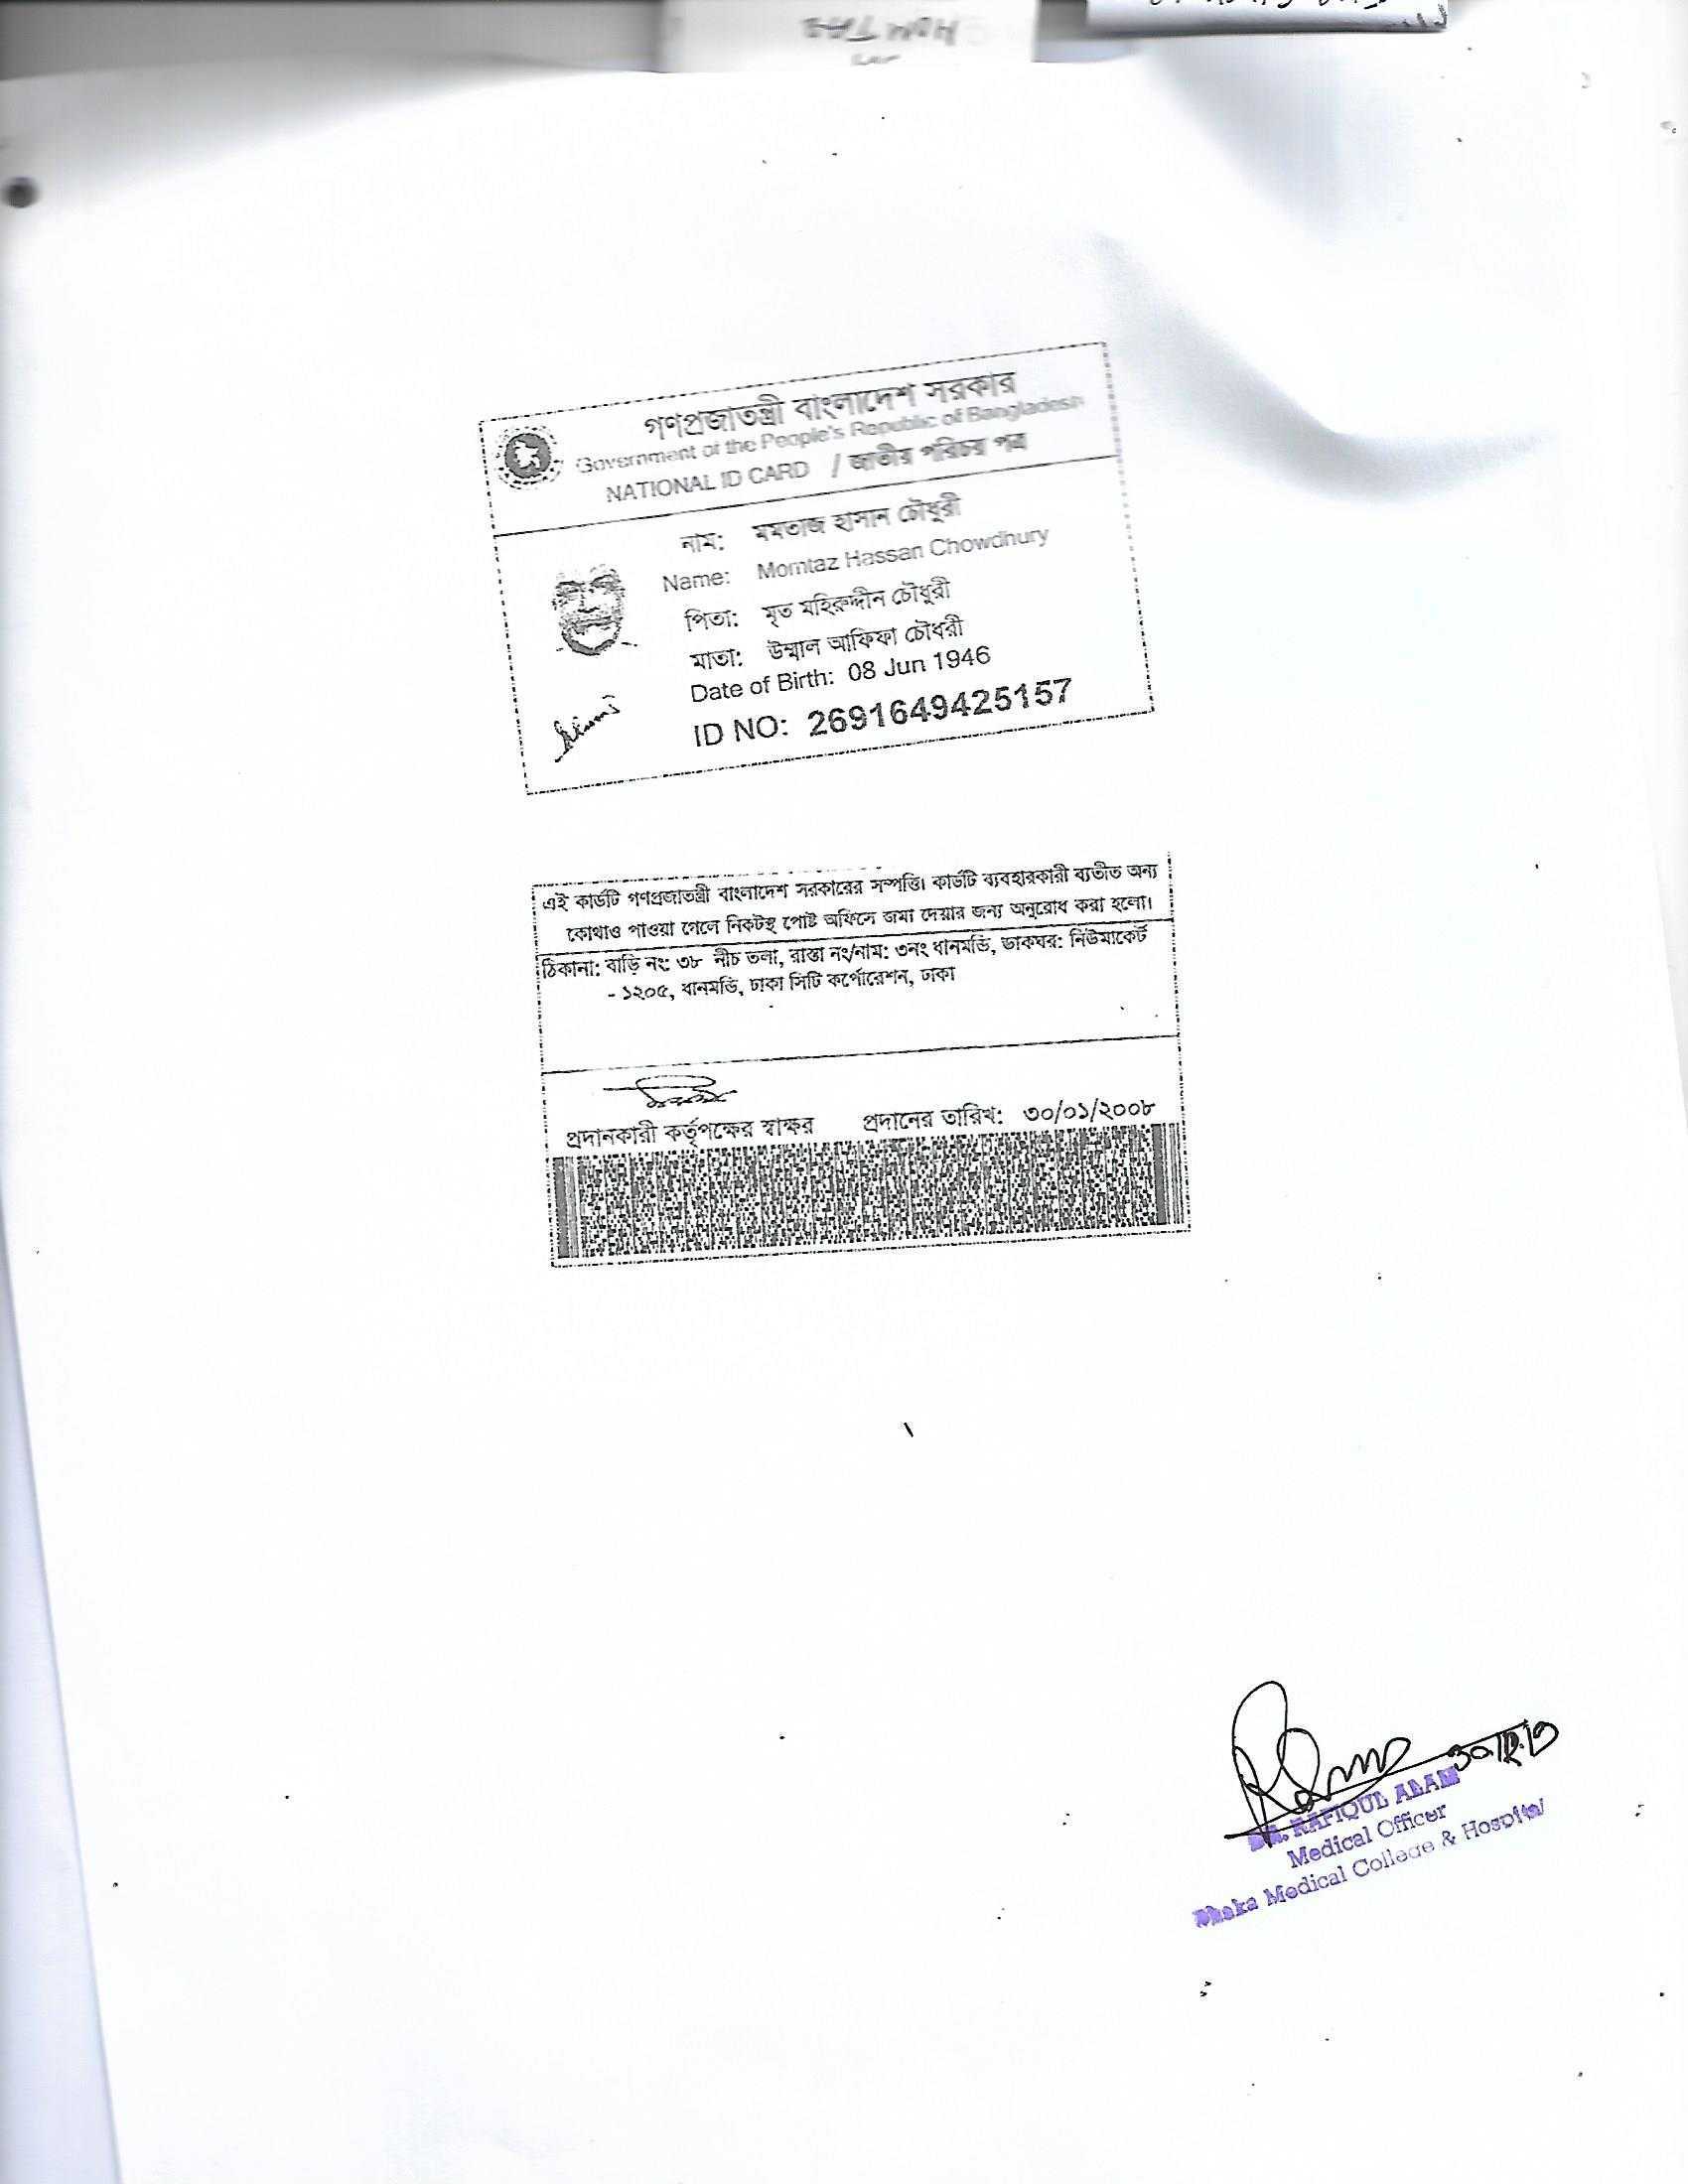 গণপ্রজাতন্ত্রী বাংলাদেশ সরকার
Government of the People's Republic of Bangladesh
NATIONAL ID CARD / জাতীয় পরিচয় পত্র
নাম: মমতাজ হাসান চৌধুরী
Name: Momtaz Hassan Chowdhury
পিতা: মৃত মহিরুদ্দীন চৌধুরী
মাতা: উম্মাল আফিফা চৌধরী
Date of Birth: 08 Jun 1946
ID NO: 2691649425157
এই কার্ডটি গণপ্রজাতন্ত্রী বাংলাদেশ সরকারের সম্পত্তি। কার্ডটি ব্যবহারকারী ব্যতীত অন্য
কোথাও পাওয়া গেলে নিকটস্থ পোষ্ট অফিসে জমা দেয়ার জন্য অনুরোধ করা হলো।
ঠিকানা: বাড়ি নং: ৩৮ নীচ তলা, রাস্তা নং/নাম: ৩নং ধানমন্ডি, ডাকঘর: নিউমার্কেট
- ১২০৫, ধানমন্ডি, ঢাকা সিটি কর্পোরেশন, ঢাকা
প্রদানকারী কর্তৃপক্ষের স্বাক্ষর প্রদানের তারিখ: ৩০/০১/২০০৮
DR. RAFIQUL ALAM
Medical Officer
Dhaka Medical College & Hospital